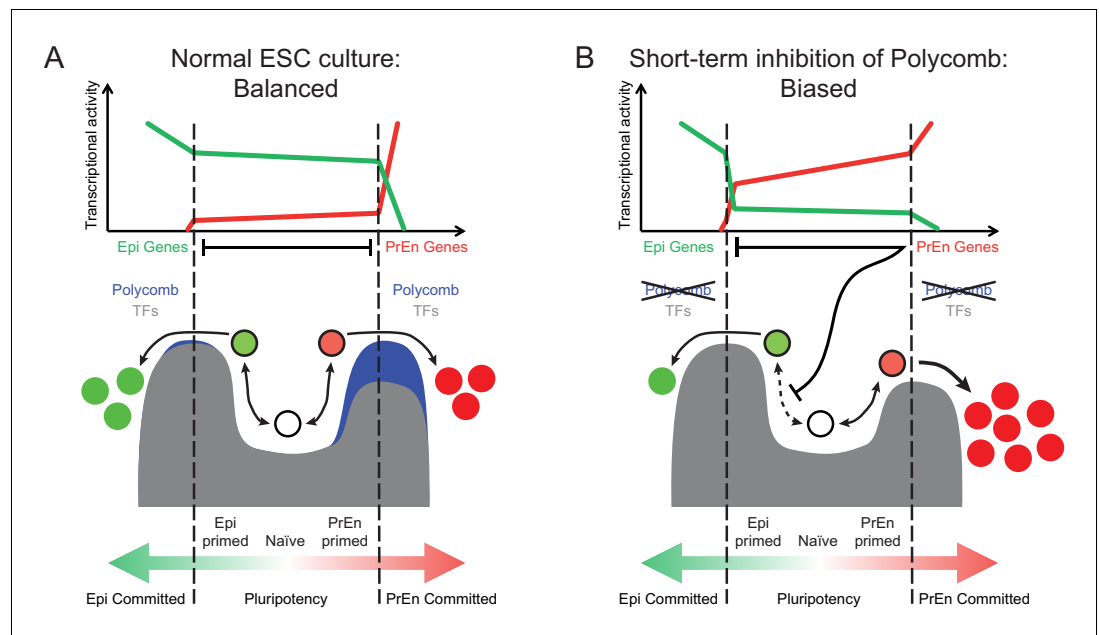 A
Normal ESC culture:
Balanced
Transcriptional activity
Epi Genes
PrEn Genes
Polycomb
TFs
Polycomb
TFs
Epi
primed
Naïve
PrEn
primed
Epi Committed
Pluripotency
PrEn Committed
B
Short-term inhibition of Polycomb:
Biased
Transcriptional activity
Epi Genes
PrEn Genes
Polycomb
TFs
Polycomb
TFs
Epi
primed
Naïve
PrEn
primed
Epi Committed
Pluripotency
PrEn Committed